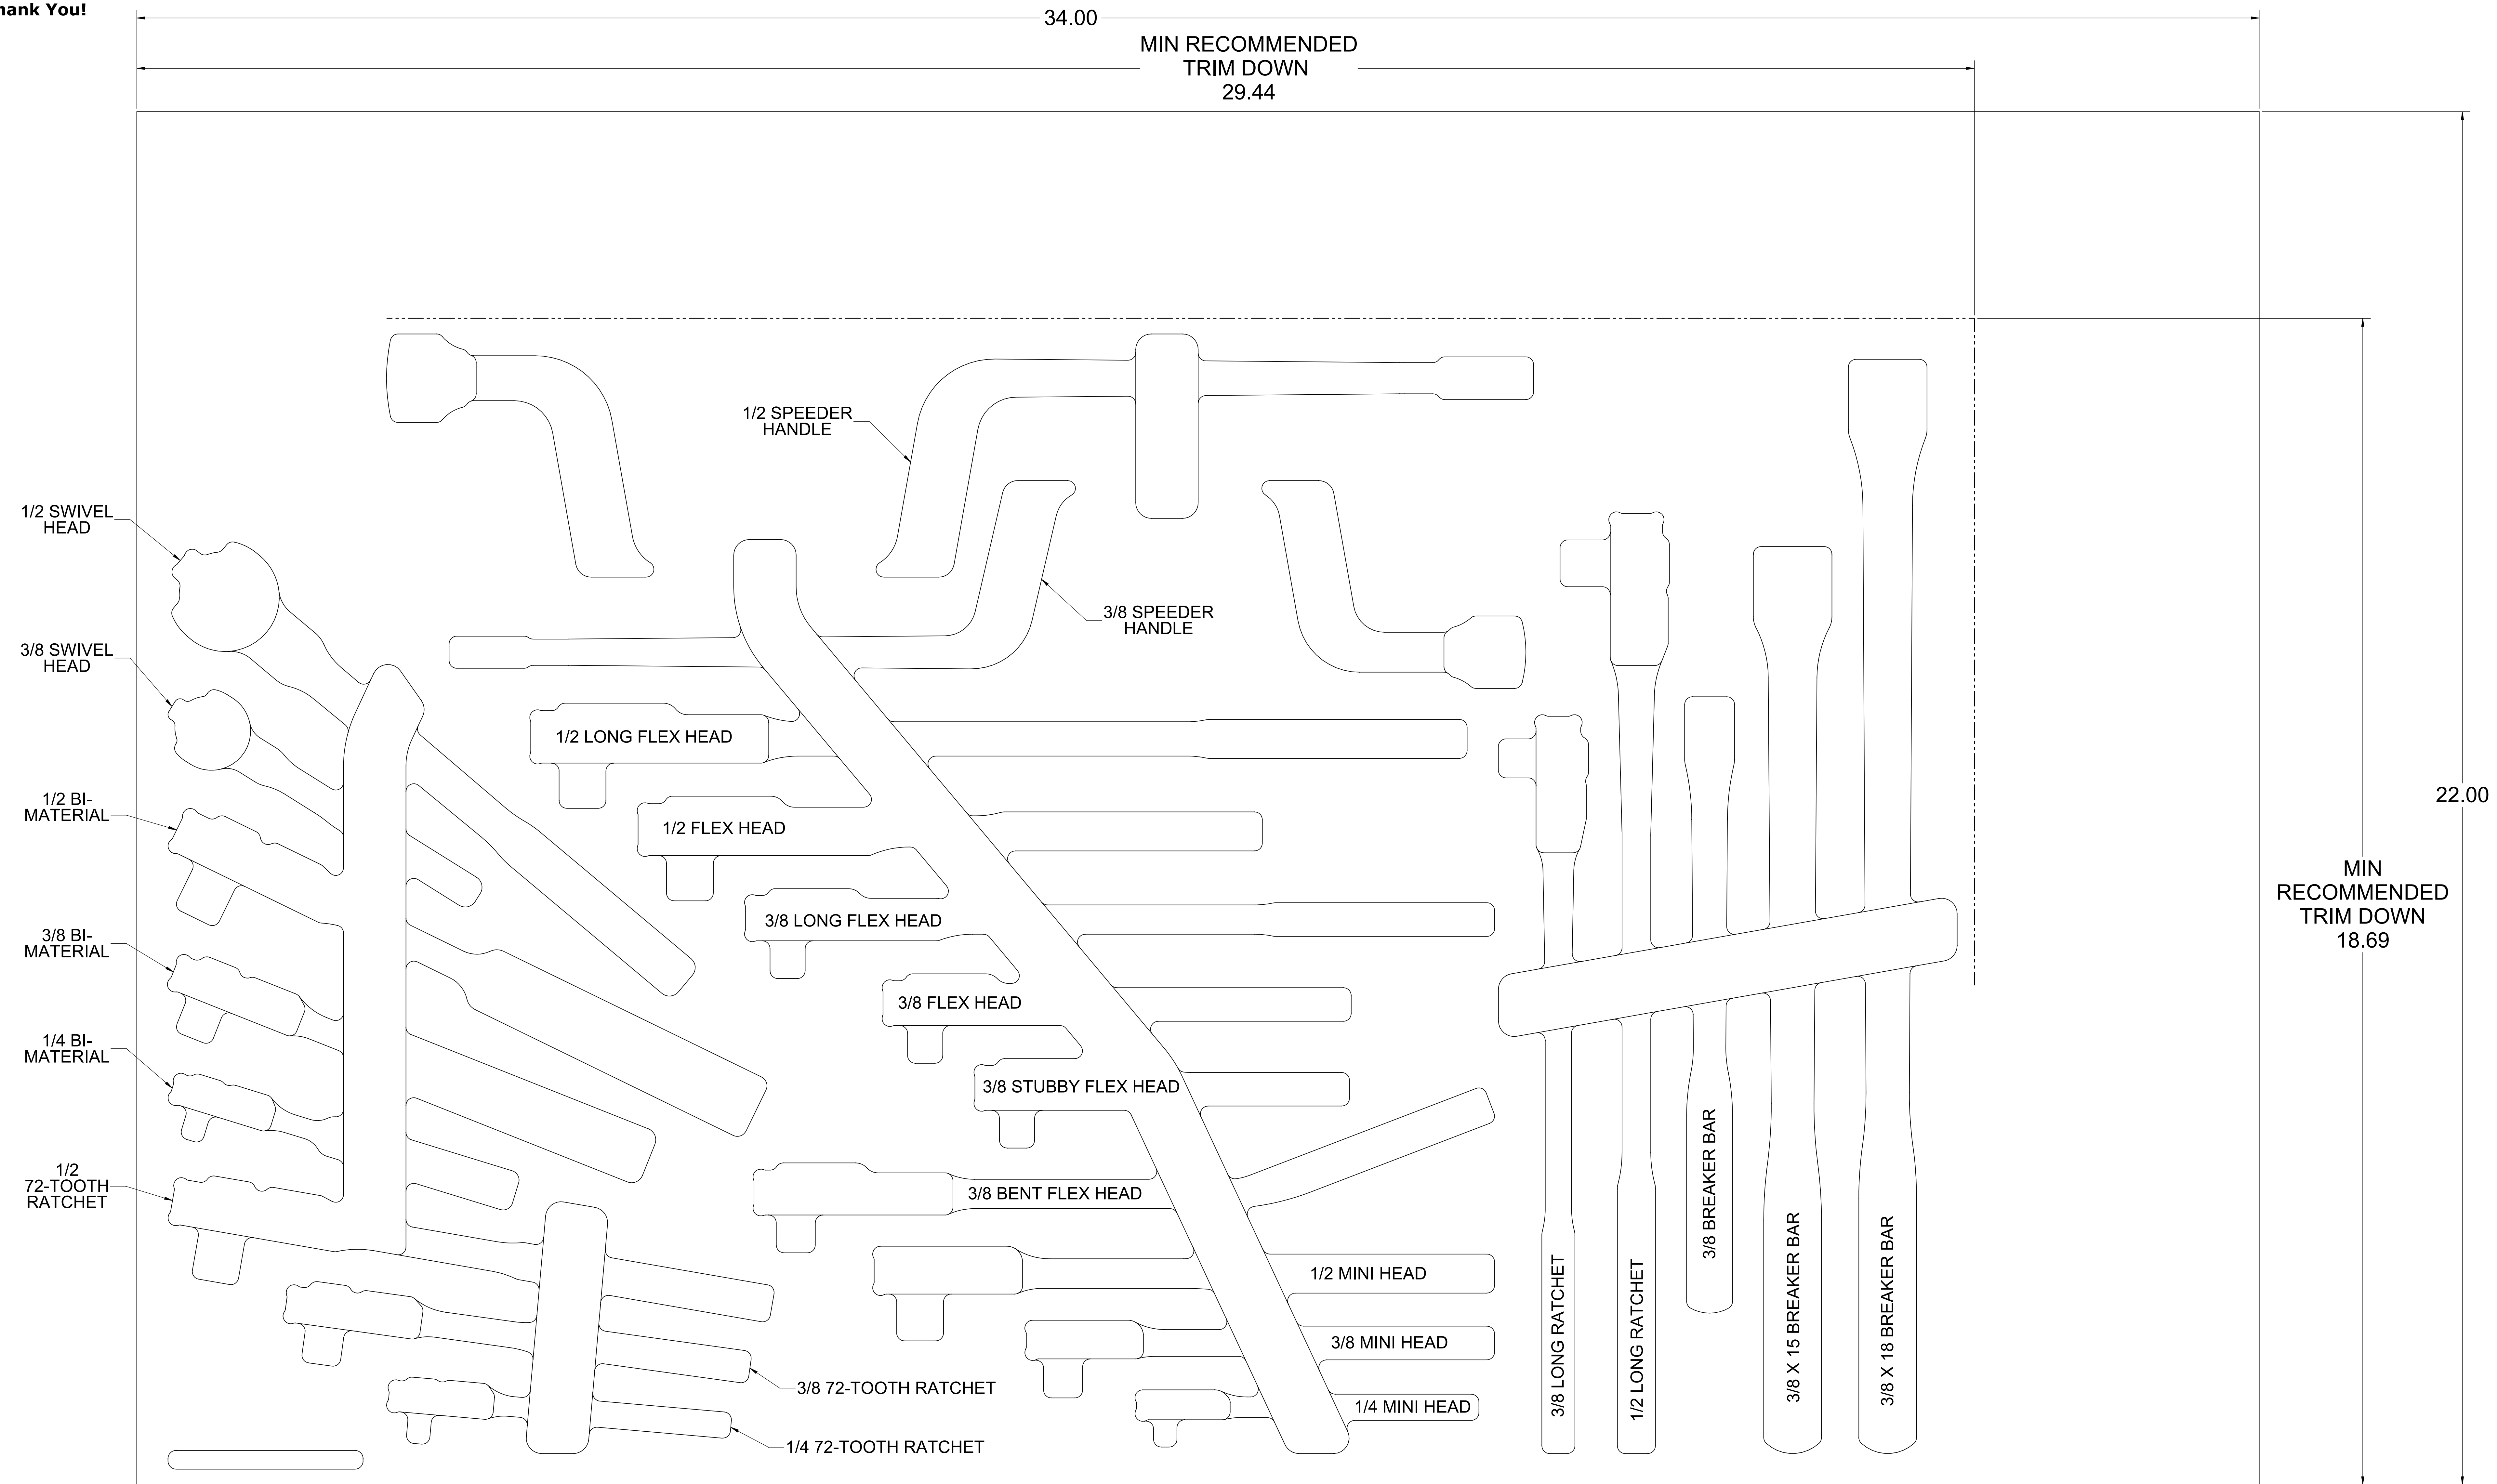 hank You!
34.00
MIN RECOMMENDED
TRIM DOWN
29.44
1/2 SPEEDER
HANDLE
1/2 SWIVEL
HEAD
3/8 SPEEDER
HANDLE
3/8 SWIVEL
HEAD
1/2 LONG FLEX HEAD
1/2 BI-
MATERIAL
22.00
1/2 FLEX HEAD
MIN
RECOMMENDED
TRIM DOWN
18.69
3/8 LONG FLEX HEAD
3/8 BI-
MATERIAL
3/8 FLEX HEAD
1/4 BI-
MATERIAL
3/8 STUBBY FLEX HEAD
1/2
72-TOOTH
RATCHET
3/8 BENT FLEX HEAD
1/2 MINI HEAD
3/8 MINI HEAD
1/4 MINI HEAD
3/8 72-TOOTH RATCHET
1/4 72-TOOTH RATCHET
3/8 LONG RATCHET
1/2 LONG RATCHET
3/8 BREAKER BAR
3/8 X 15 BREAKER BAR
3/8 X 18 BREAKER BAR